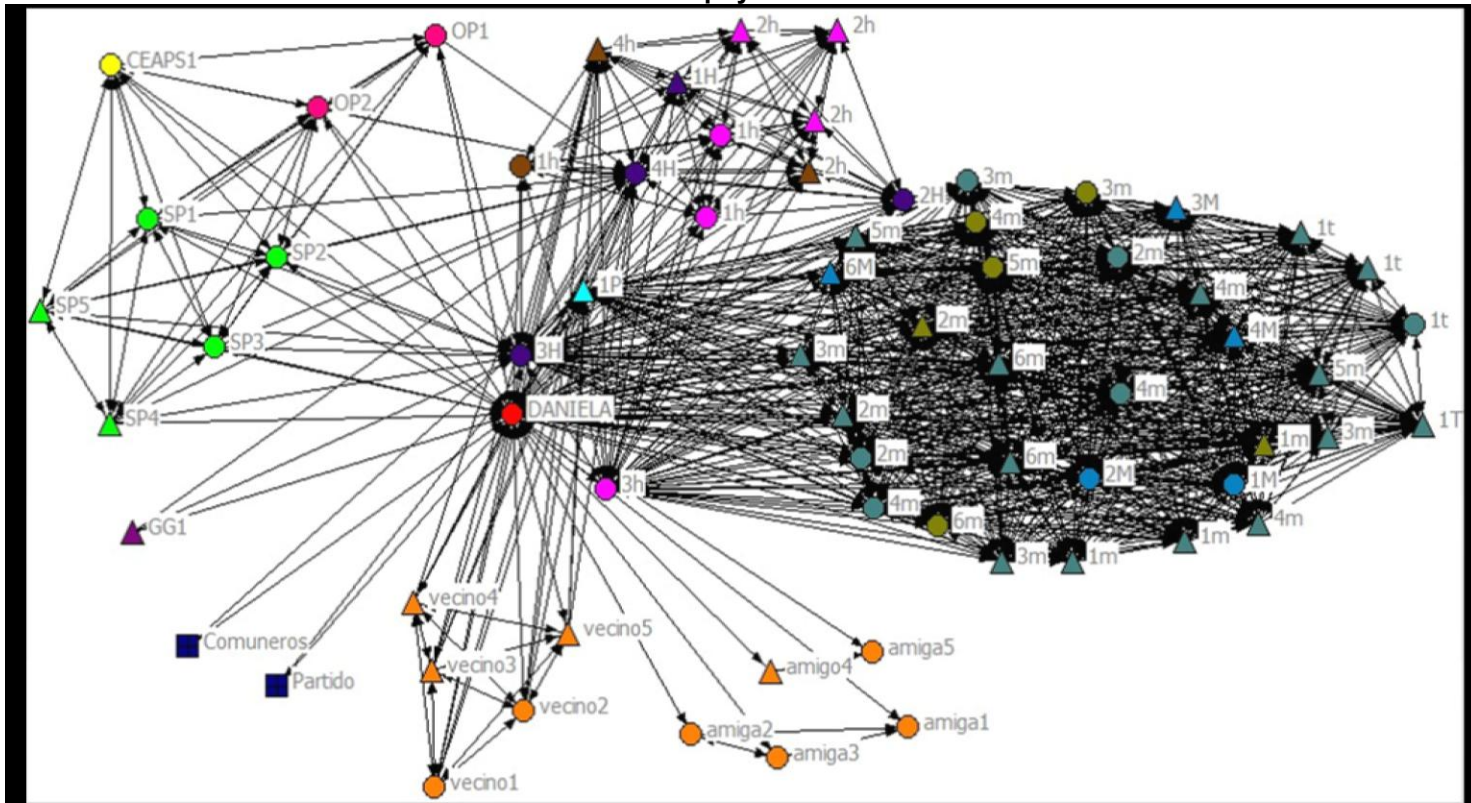 OP1
2h
2h
4h
CEAPS1
1H
OP2
2h
1h
1h
4H
2h
3m
3m
2H
3M
1h
SP1
4m
5m
1t
SP2
2m
5m
6M
1t
1P
4m
SP5
2m
1t
4M
SP3
3H
3m
6m
5m
4m
DANIELA
2m
SP4
1T
3m
1m
2m
6m
2M
1M
3h
4m
6m
4m
GG1
1m
3m
1m
vecino4
vecino5
Comuneros
amiga5
vecino3
amigo4
Partido
vecino2
amiga1
amiga2
amiga3
vecino1